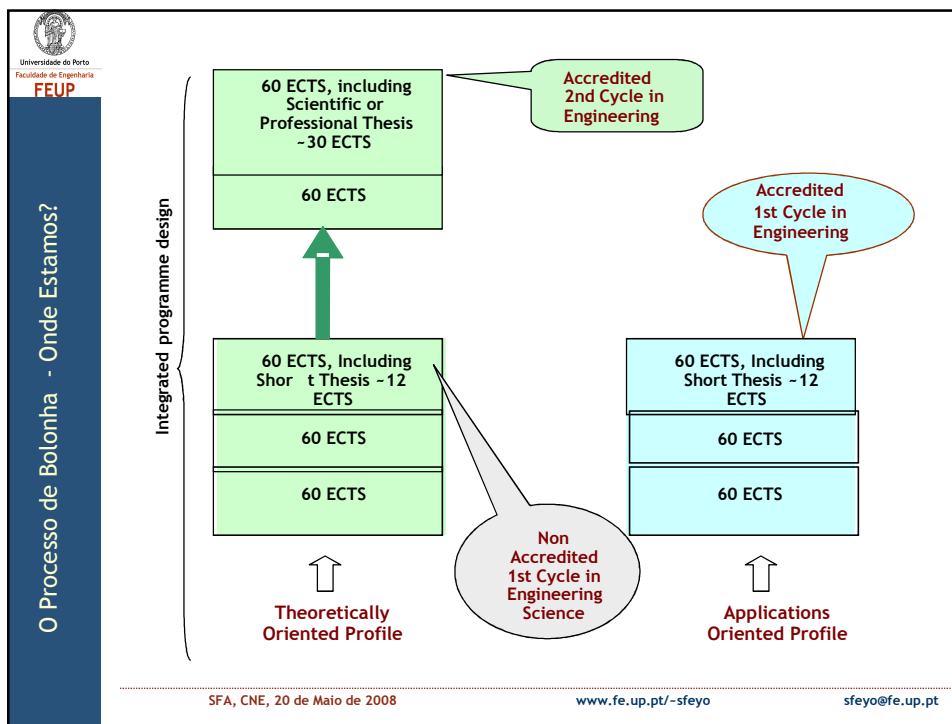 Universidade do Porto
Faculdade de Engenharia
FEUP
O Processo de Bolonha - Onde Estamos?
Integrated programme design
60 ECTS, including
Scientific or
Professional Thesis
~30 ECTS
60 ECTS
Accredited
2nd Cycle in
Engineering
Accredited
1st Cycle in
Engineering
60 ECTS, Including
Shor t Thesis ~12
ECTS
60 ECTS
60 ECTS
60 ECTS, Including
Short Thesis ~12
ECTS
60 ECTS
60 ECTS
Non
Accredited
1st Cycle in
Engineering
Science
Theoretically
Oriented Profile
Applications
Oriented Profile
SFA, CNE, 20 de Maio de 2008
www.fe.up.pt/~sfeyo
sfeyo@fe.up.pt